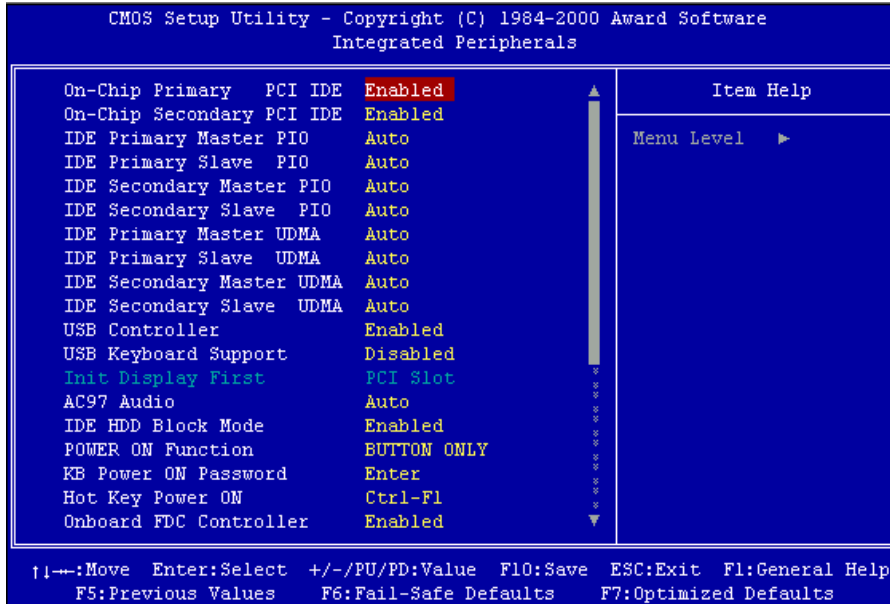 CMOS Setup Utility - Copyright (C) 1984-2000 Award Software
Integrated Peripherals
On-Chip Primary PCI IDE Enabled
Item Help
On-Chip Secondary PCI IDE Enabled
IDE Primary Master PIO Auto
Menu Level ►
IDE Primary Slave PIO Auto
IDE Secondary Master PIO Auto
IDE Secondary Slave PIO Auto
IDE Primary Master UDMA Auto
IDE Primary Slave UDMA Auto
IDE Secondary Master UDMA Auto
IDE Secondary Slave UDMA Auto
USB Controller Enabled
USB Keyboard Support Disabled
Init Display First PCI Slot
AC97 Audio Auto
IDE HDD Block Mode Enabled
POWER ON Function BUTTON ONLY
KB Power ON Password Enter
Hot Key Power ON Ctrl-F1
Onboard FDC Controller Enabled
↑↓→←:Move Enter:Select +/-/PU/PD:Value F10:Save ESC:Exit F1:General Help
F5:Previous Values F6:Fail-Safe Defaults F7:Optimized Defaults